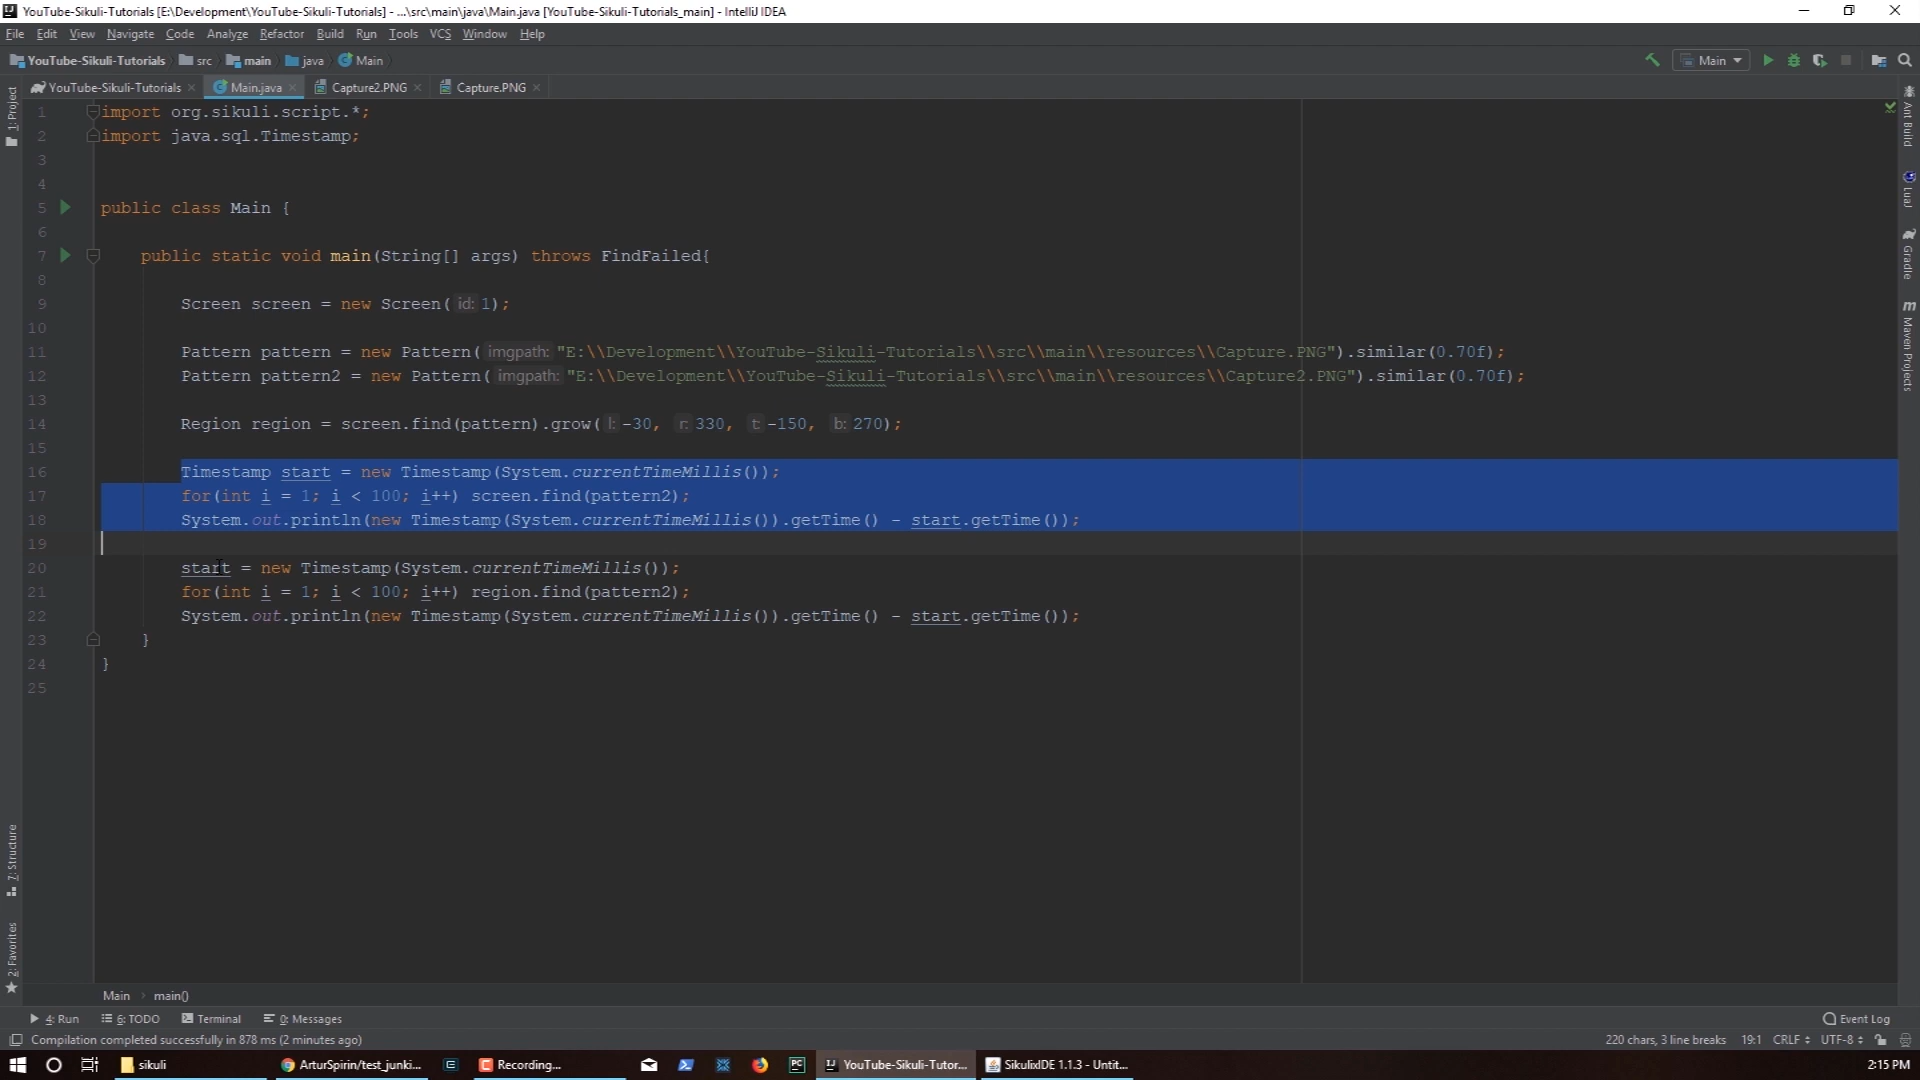 YouTube-Sikuli-Tutorials [E:\Development\YouTube-Sikuli-Tutorials] - ...\src\main\java\Main.java [YouTube-Sikuli-Tutorials_main] - IntelliJ IDEA
File Edit View Navigate Code Analyze Refactor Build Run Tools VCS Window Help
YouTube-Sikuli-Tutorials src main java Main Main
YouTube-Sikuli-Tutorials Main.java Capture2.PNG Capture.PNG
1: Project
Ant Build
LuaJ
Gradle
Maven Projects
1 import org.sikuli.script.*;
2 import java.sql.Timestamp;
3
4
5 public class Main {
6
7 public static void main(String[] args) throws FindFailed{
8
9 Screen screen = new Screen( id: 1);
10
11 Pattern pattern = new Pattern( imgpath: "E:\\Development\\YouTube-Sikuli-Tutorials\\src\\main\\resources\\Capture.PNG").similar(0.70f);
12 Pattern pattern2 = new Pattern( imgpath: "E:\\Development\\YouTube-Sikuli-Tutorials\\src\\main\\resources\\Capture2.PNG").similar(0.70f);
13
14 Region region = screen.find(pattern).grow( l: -30, r: 330, t: -150, b: 270);
15
16 Timestamp start = new Timestamp(System.currentTimeMillis());
17 for(int i = 1; i < 100; i++) screen.find(pattern2);
18 System.out.println(new Timestamp(System.currentTimeMillis()).getTime() - start.getTime());
19
20 start = new Timestamp(System.currentTimeMillis());
21 for(int i = 1; i < 100; i++) region.find(pattern2);
22 System.out.println(new Timestamp(System.currentTimeMillis()).getTime() - start.getTime());
23 }
24 }
25
7: Structure
2: Favorites
Main main()
4: Run 6: TODO Terminal 0: Messages Event Log
Compilation completed successfully in 878 ms (2 minutes ago) 220 chars, 3 line breaks 19:1 CRLF UTF-8
sikuli ArturSpirin/test_junki... Recording... YouTube-Sikuli-Tutor... SikulixIDE 1.1.3 - Untit... 2:15 PM